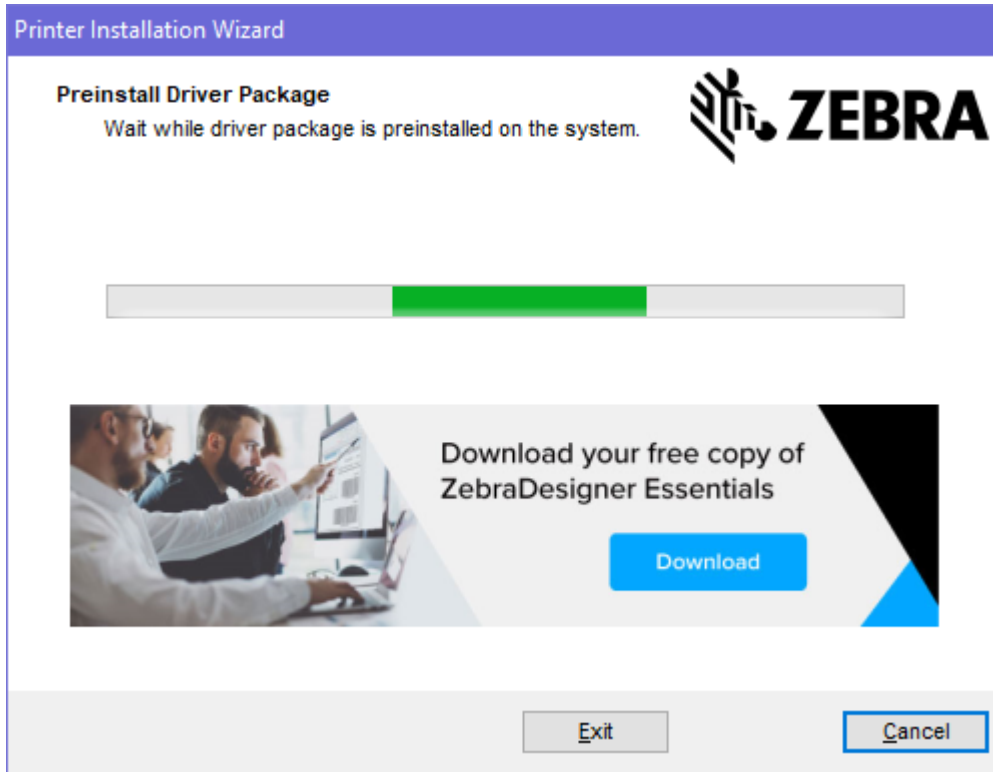 Printer Installation Wizard
Preinstall Driver Package
Wait while driver package is preinstalled on the system.
ZEBRA
Download your free copy of
ZebraDesigner Essentials
Download
Exit
Cancel